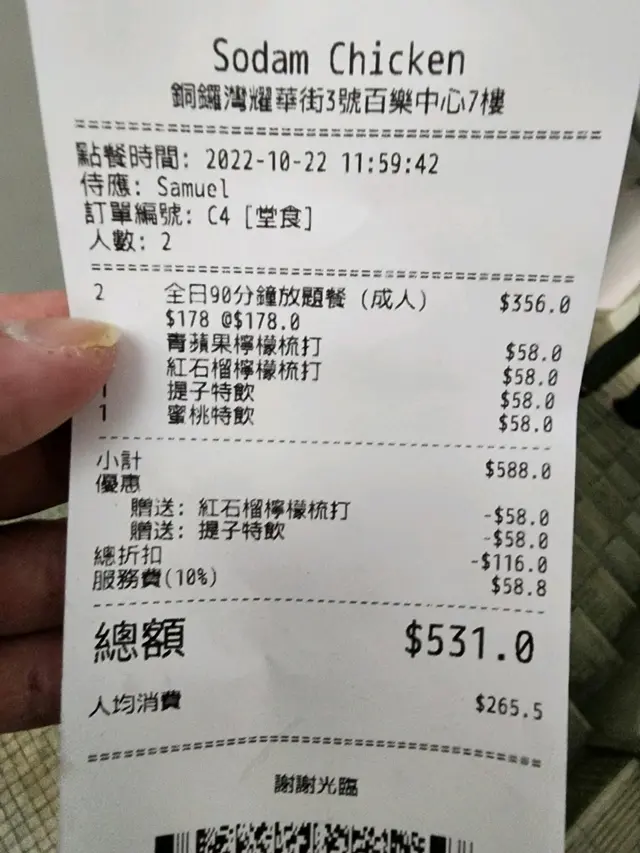 Sodam Chicken
銅鑼灣耀華街3號百樂中心7樓
點餐時間: 2022-10-22 11:59:42
侍應: Samuel
訂單編號: C4 [堂食]
人數: 2
2 全日90分鐘放題餐 (成人) $356.0
$178 @$178.0
青蘋果檸檬梳打 $58.0
紅石榴檸檬梳打 $58.0
1 提子特飲 $58.0
1 蜜桃特飲 $58.0
小計 $588.0
優惠
贈送: 紅石榴檸檬梳打 -$58.0
贈送: 提子特飲 -$58.0
總折扣 -$116.0
服務費(10%) $58.8
總額 $531.0
人均消費 $265.5
謝謝光臨